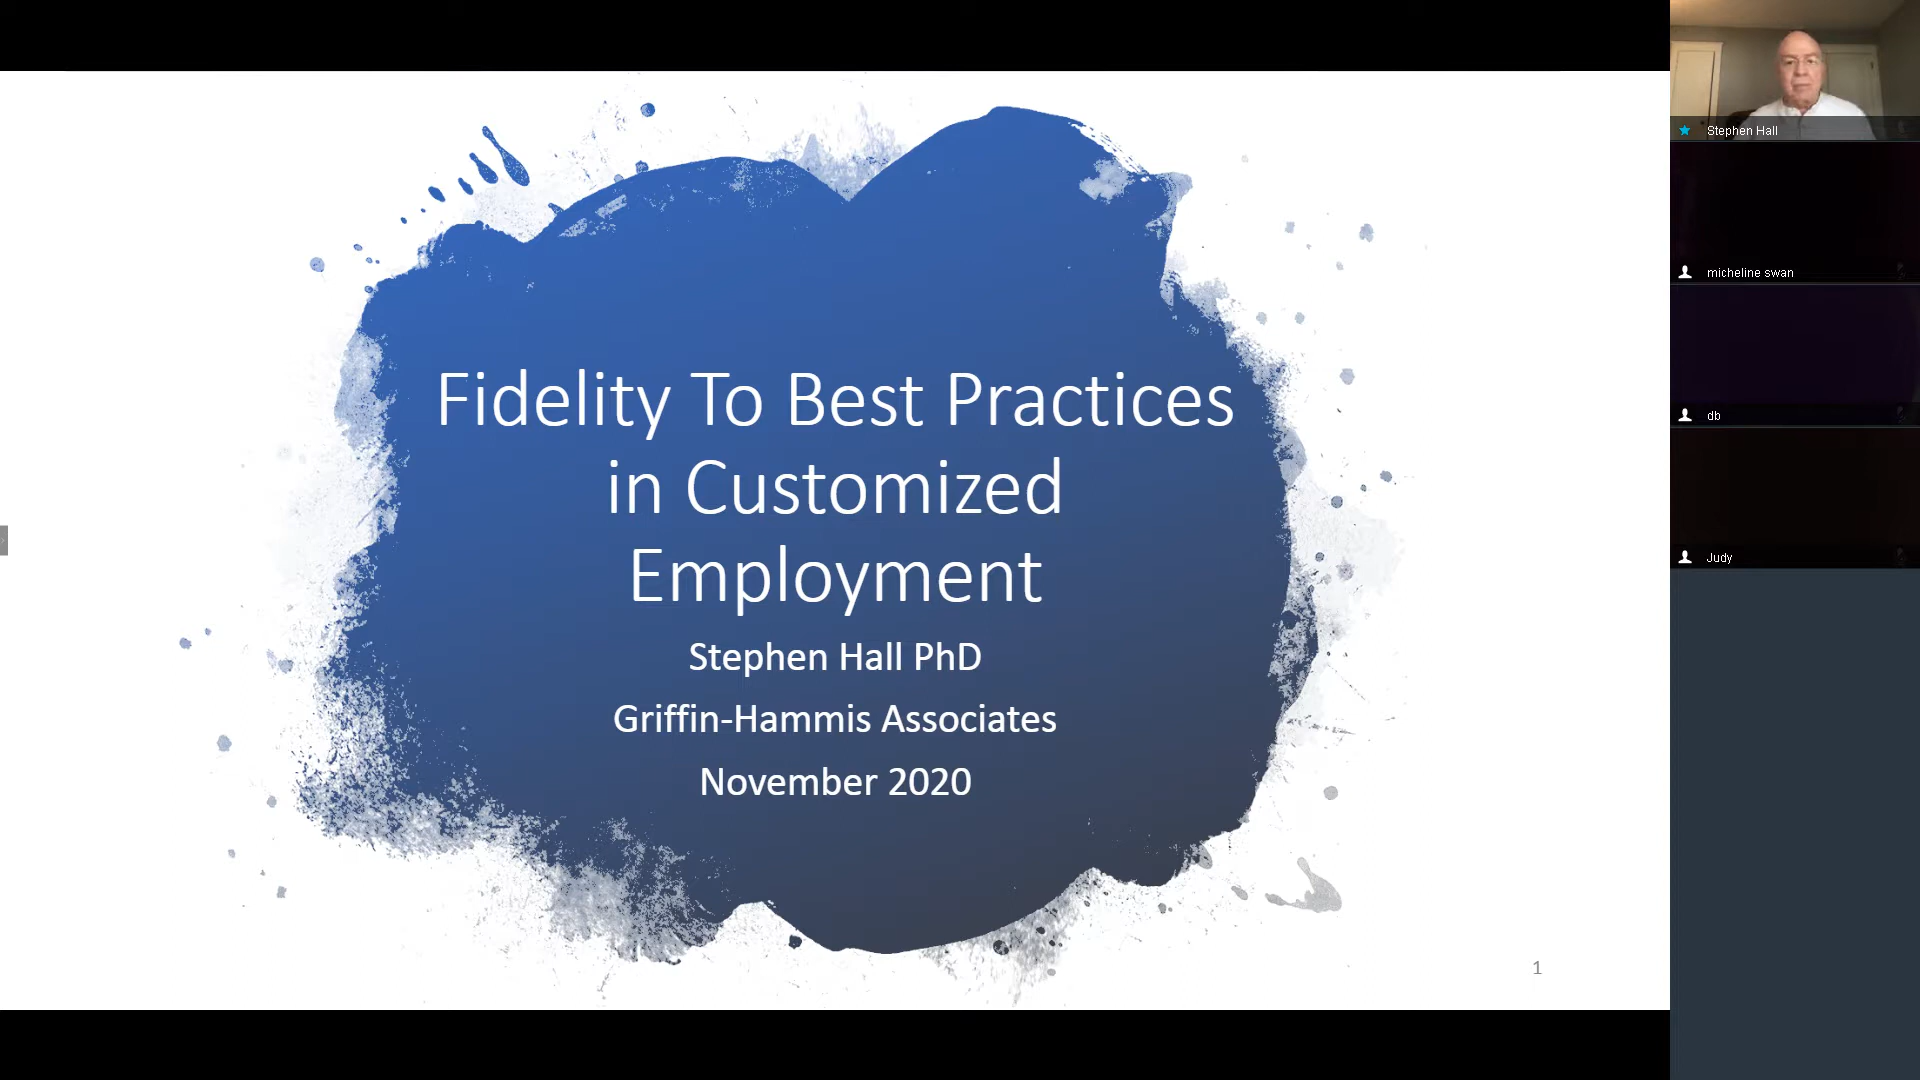 Fidelity To Best Practices
in Customized
Employment
Stephen Hall PhD
Griffin-Hammis Associates
November 2020
1
Stephen Hall
micheline swan
db
Judy